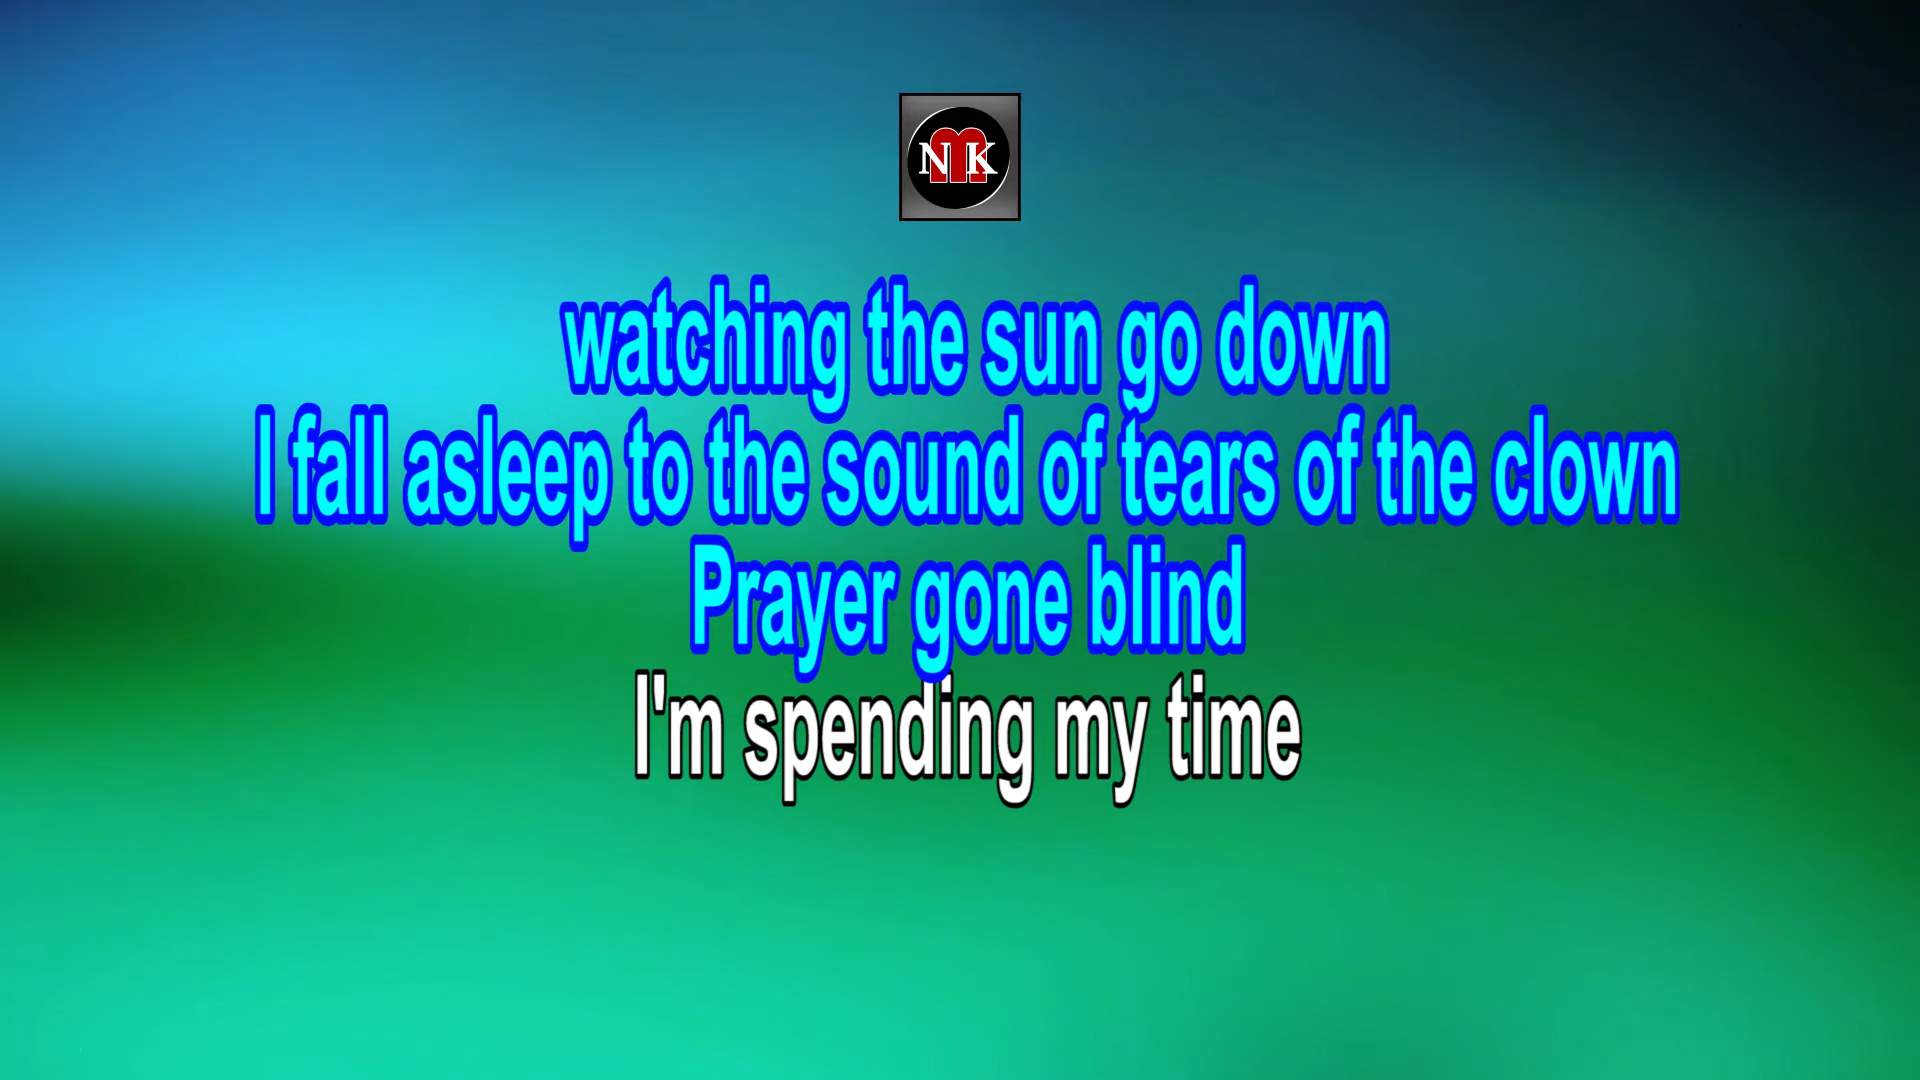 NMK
watching the sun go down
I fall asleep to the sound of tears of the clown
Prayer gone blind
I'm spending my time